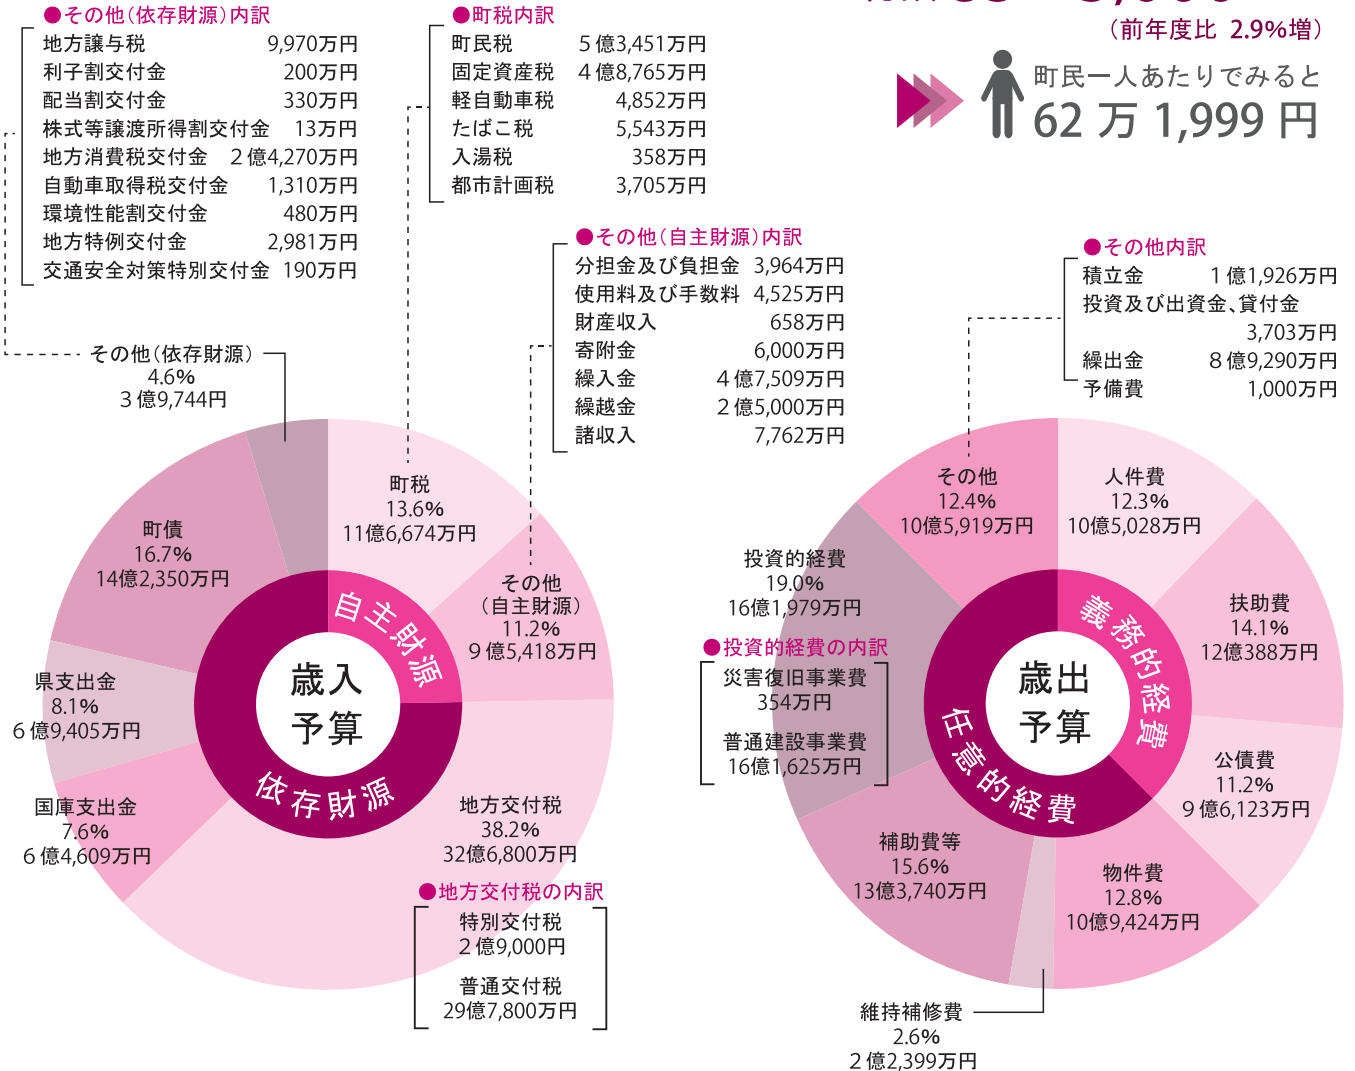 ●その他(依存財源)内訳
地方譲与税 9,970万円
利子割交付金 200万円
配当割交付金 330万円
株式等譲渡所得割交付金 13万円
地方消費税交付金 2億4,270万円
自動車取得税交付金 1,310万円
環境性能割交付金 480万円
地方特例交付金 2,981万円
交通安全対策特別交付金 190万円
●町税内訳
町民税 5億3,451万円
固定資産税 4億8,765万円
軽自動車税 4,852万円
たばこ税 5,543万円
入湯税 358万円
都市計画税 3,705万円
(前年度比 2.9%増)
町民一人あたりでみると
62万1,999円
●その他(自主財源)内訳
分担金及び負担金 3,964万円
使用料及び手数料 4,525万円
財産収入 658万円
寄附金 6,000万円
繰入金 4億7,509万円
繰越金 2億5,000万円
諸収入 7,762万円
●その他内訳
積立金 1億1,926万円
投資及び出資金、貸付金
3,703万円
繰出金 8億9,290万円
予備費 1,000万円
その他(依存財源)
4.6%
3億9,744円
町税
13.6%
11億6,674万円
その他
(自主財源)
11.2%
9億5,418万円
町債
16.7%
14億2,350万円
県支出金
8.1%
6億9,405万円
国庫支出金
7.6%
6億4,609万円
自主財源
依存財源
歳入
予算
地方交付税
38.2%
32億6,800万円
●地方交付税の内訳
特別交付税
2億9,000円
普通交付税
29億7,800万円
その他
12.4%
10億5,919万円
人件費
12.3%
10億5,028万円
扶助費
14.1%
12億388万円
公債費
11.2%
9億6,123万円
物件費
12.8%
10億9,424万円
維持補修費
2.6%
2億2,399万円
補助費等
15.6%
13億3,740万円
投資的経費
19.0%
16億1,979万円
●投資的経費の内訳
災害復旧事業費
354万円
普通建設事業費
16億1,625万円
義務的経費
任意的経費
歳出
予算